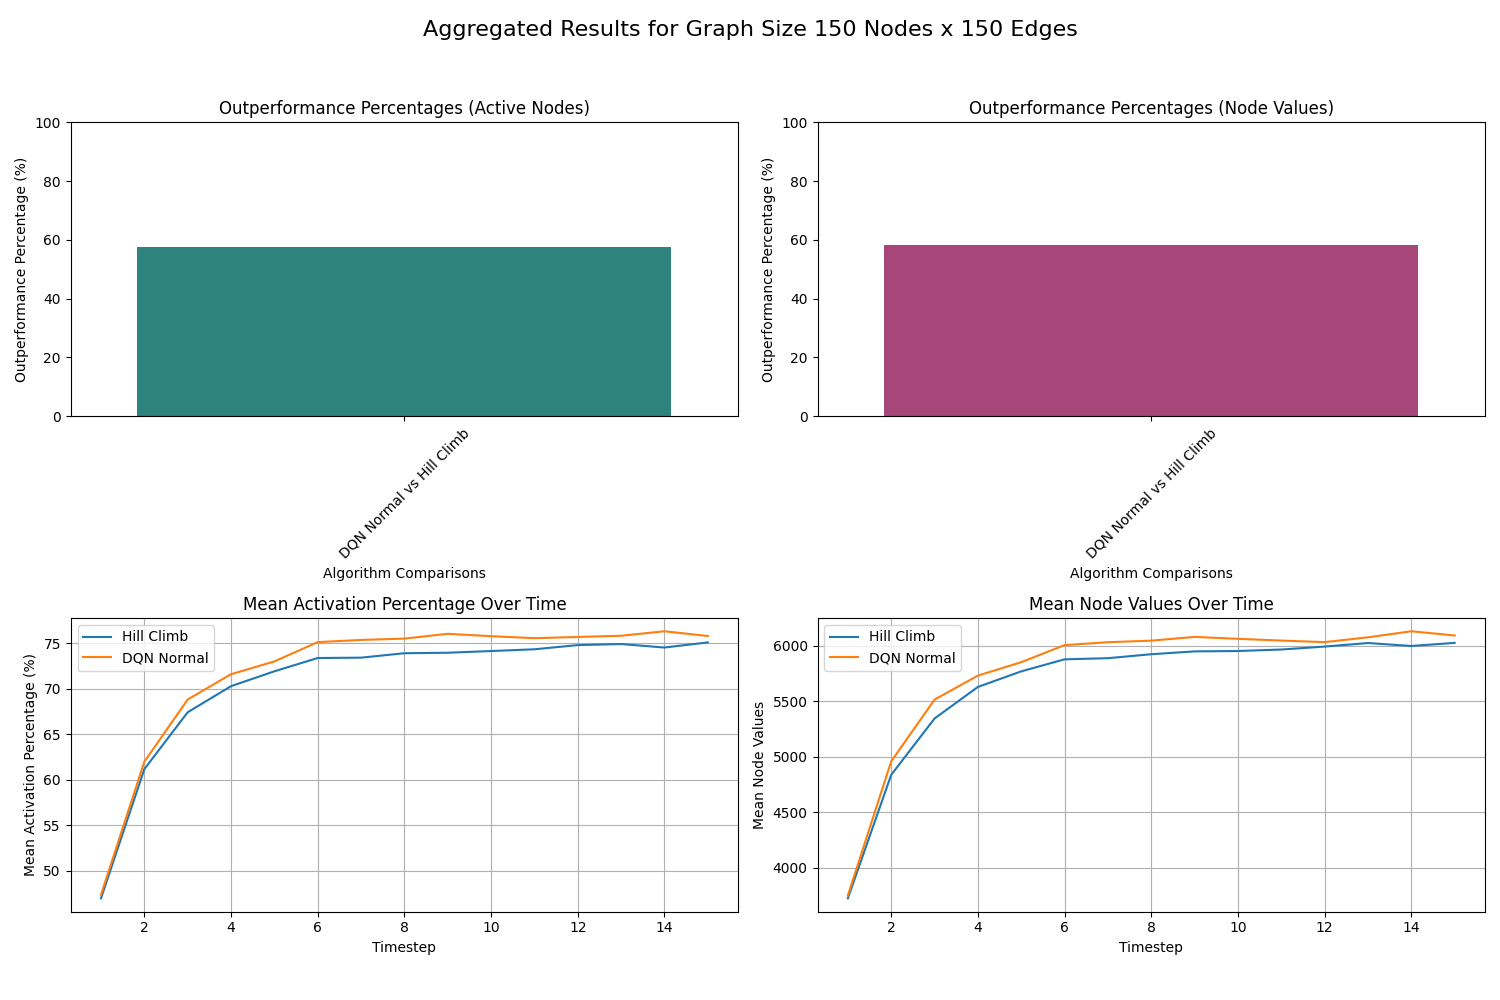 Aggregated Results for Graph Size 150 Nodes x 150 Edges
Outperformance Percentages (Active Nodes)
Outperformance Percentage (%)
100
80
60
40
20
0
DQN Normal vs Hill Climb
Algorithm Comparisons
Outperformance Percentages (Node Values)
Outperformance Percentage (%)
100
80
60
40
20
0
DQN Normal vs Hill Climb
Algorithm Comparisons
Mean Activation Percentage Over Time
Hill Climb
DQN Normal
Mean Activation Percentage (%)
75
70
65
60
55
50
2 4 6 8 10 12 14
Timestep
Mean Node Values Over Time
Hill Climb
DQN Normal
Mean Node Values
6000
5500
5000
4500
4000
2 4 6 8 10 12 14
Timestep